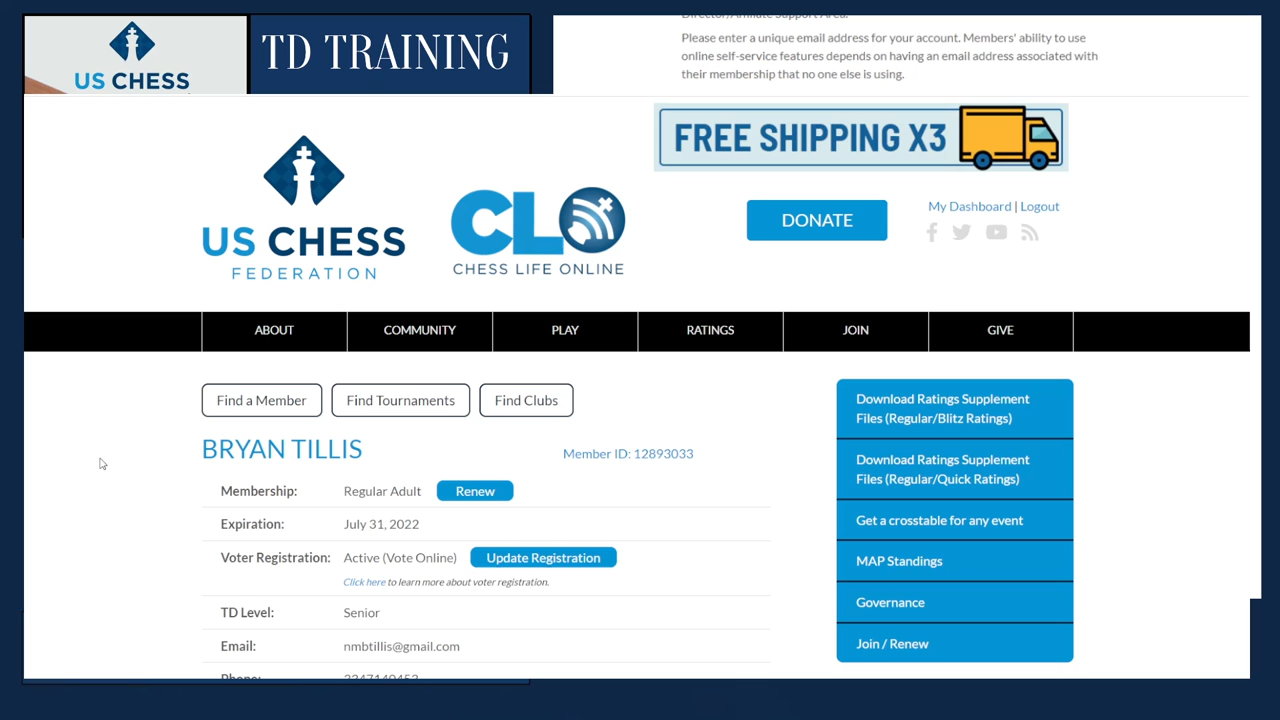 US CHESS
TD TRAINING
Director/Affiliate Support Area.
Please enter a unique email address for your account. Members' ability to use
online self-service features depends on having an email address associated with
their membership that no one else is using.
FREE SHIPPING X3
US CHESS
FEDERATION
CLO
CHESS LIFE ONLINE
DONATE
My Dashboard | Logout
ABOUT
COMMUNITY
PLAY
RATINGS
JOIN
GIVE
Find a Member
Find Tournaments
Find Clubs
BRYAN TILLIS
Member ID: 12893033
Membership: Regular Adult Renew
Expiration: July 31, 2022
Voter Registration: Active (Vote Online) Update Registration
Click here to learn more about voter registration.
TD Level: Senior
Email: nmbtillis@gmail.com
Phone:
Download Ratings Supplement
Files (Regular/Blitz Ratings)
Download Ratings Supplement
Files (Regular/Quick Ratings)
Get a crosstable for any event
MAP Standings
Governance
Join / Renew